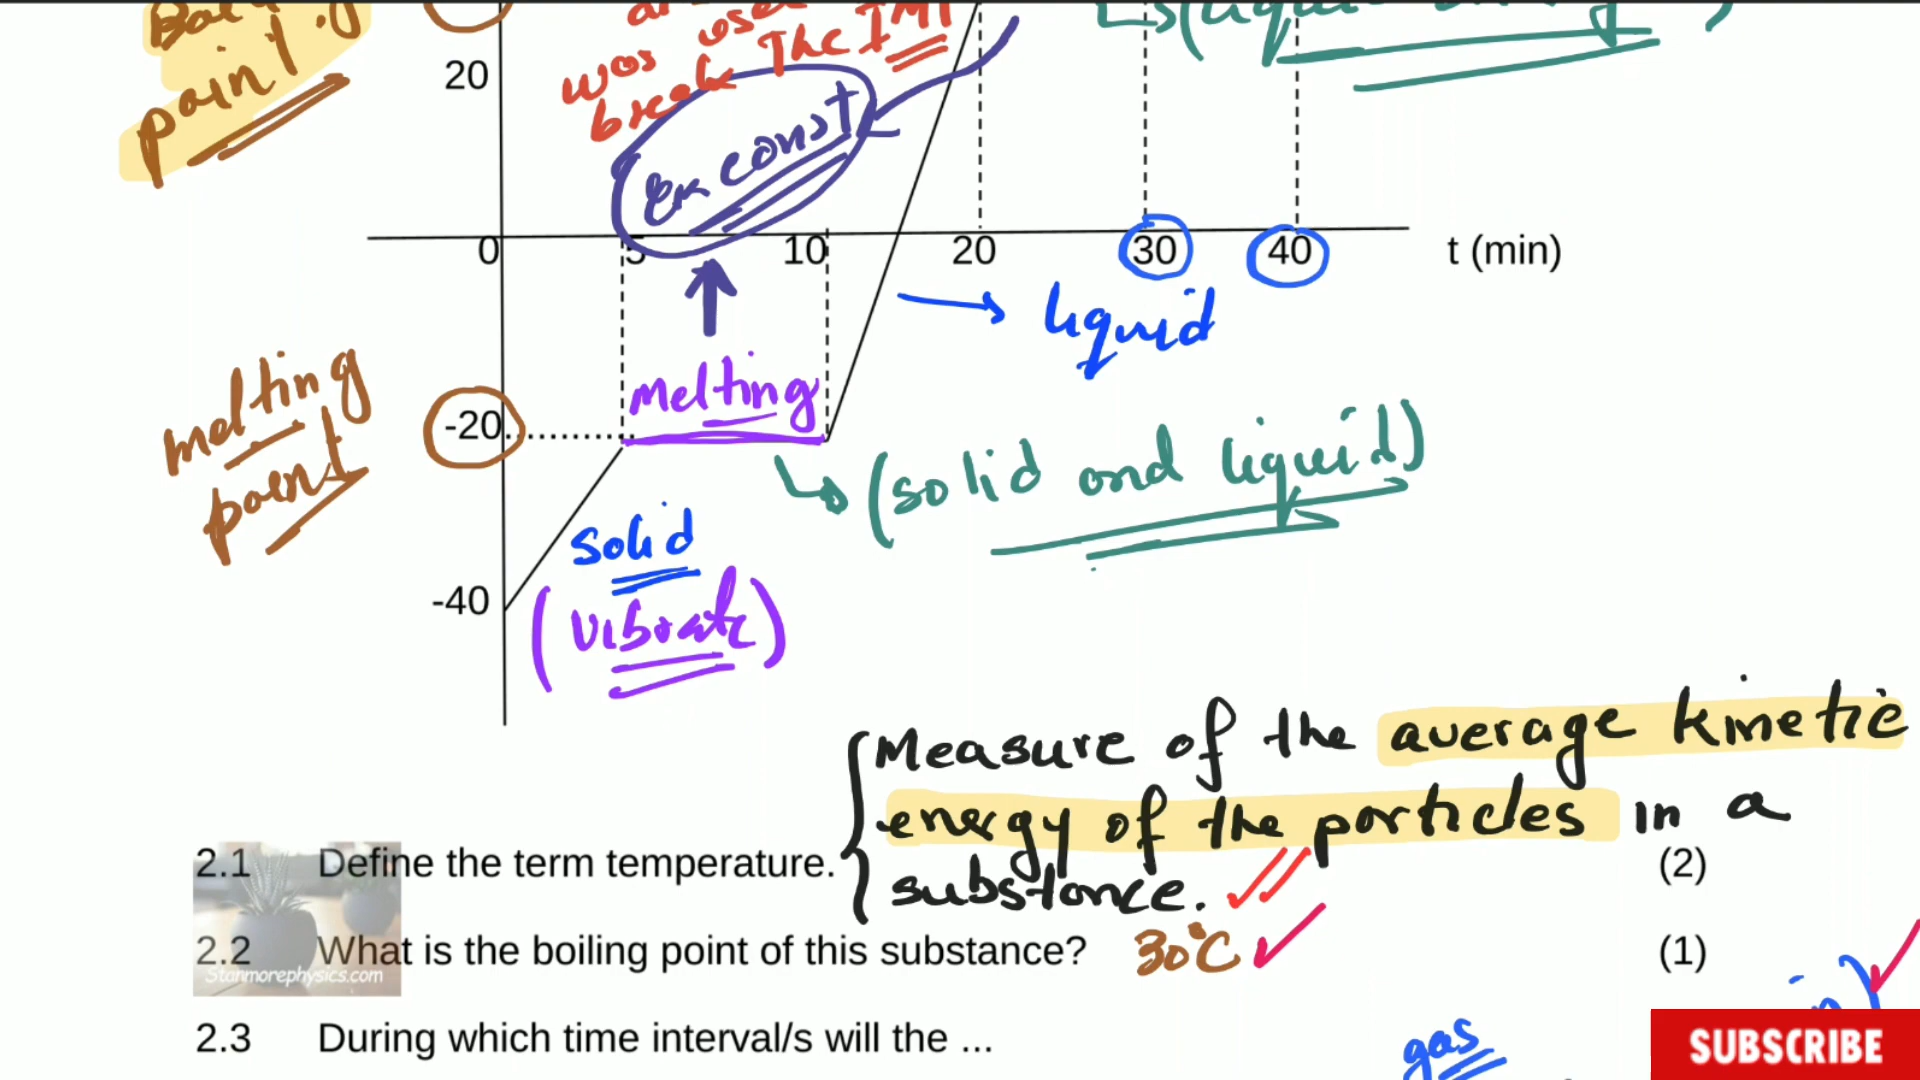 point
20
was used
break The IMF
Ek const
0 5 10 20 30 40 t (min)
liquid
melting
point
-20
Melting
(solid and liquid)
solid
-40
(vibrate)
Measure of the average kinetic
energy of the particles in a
substance.
2.1 Define the term temperature. (2)
2.2 What is the boiling point of this substance? 30°C (1)
Stanmorephysics.com
2.3 During which time interval/s will the ...
gas
SUBSCRIBE